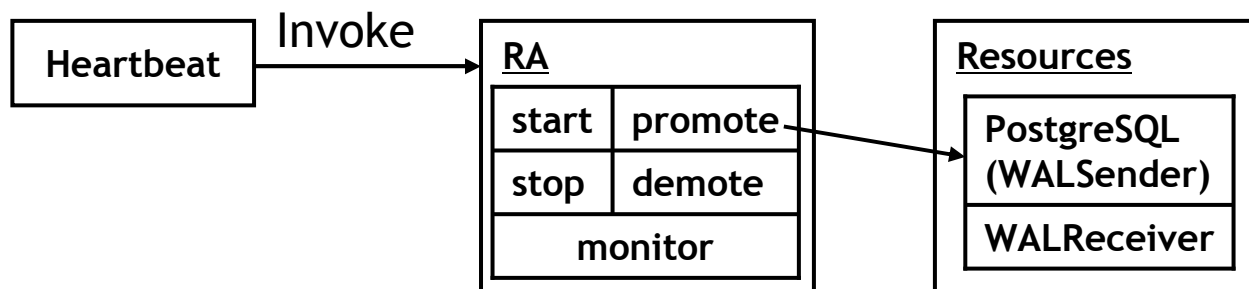 Heartbeat
Invoke
RA
start promote
stop demote
monitor
Resources
PostgreSQL
(WALSender)
WALReceiver